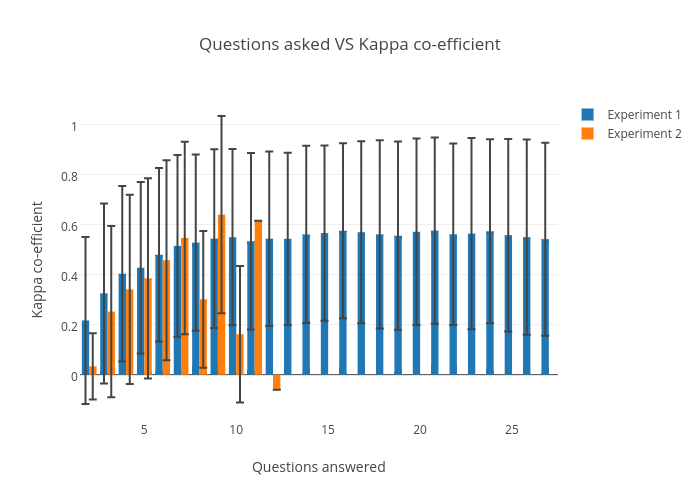 Questions asked VS Kappa co-efficient
Experiment 1
Experiment 2
1
0.8
0.6
0.4
0.2
0
Kappa co-efficient
5
10
15
20
25
Questions answered